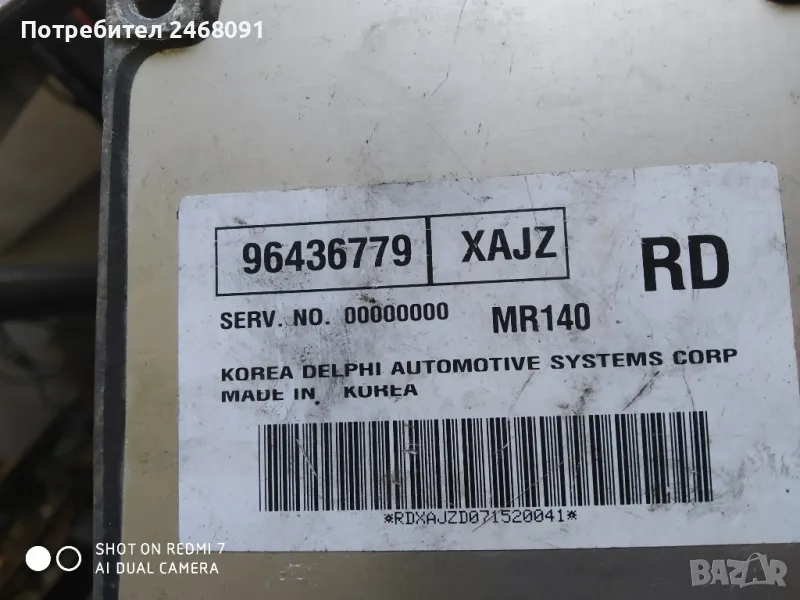 Потребител 2468091
96436779 XAJZ
RD
SERV. NO. 00000000 MR140
KOREA DELPHI AUTOMOTIVE SYSTEMS CORP
MADE IN KOREA
*RDXAJZD071520041*
SHOT ON REDMI 7
AI DUAL CAMERA
BAZAR